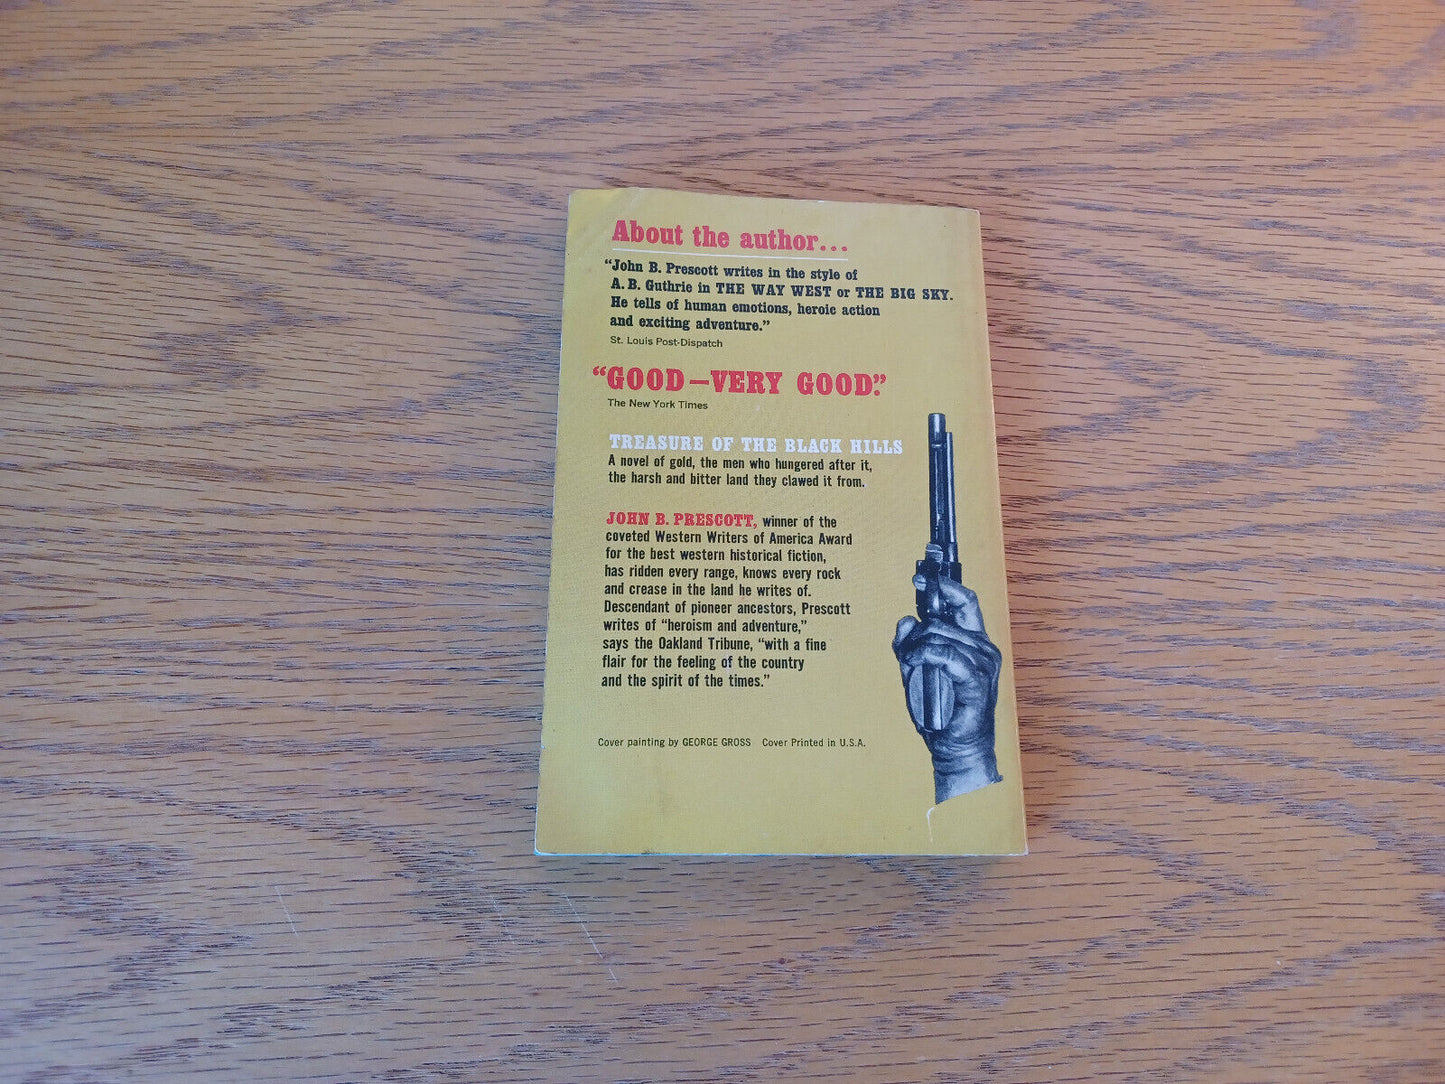 About the author...
“John B. Prescott writes in the style of
A. B. Guthrie in THE WAY WEST or THE BIG SKY.
He tells of human emotions, heroic action
and exciting adventure.”
St. Louis Post-Dispatch
“GOOD—VERY GOOD.”
The New York Times
TREASURE OF THE BLACK HILLS
A novel of gold, the men who hungered after it,
the harsh and bitter land they clawed it from.
JOHN B. PRESCOTT, winner of the
coveted Western Writers of America Award
for the best western historical fiction,
has ridden every range, knows every rock
and crease in the land he writes of.
Descendant of pioneer ancestors, Prescott
writes of “heroism and adventure,”
says the Oakland Tribune, “with a fine
flair for the feeling of the country
and the spirit of the times.”
Cover painting by GEORGE GROSS Cover Printed in U.S.A.